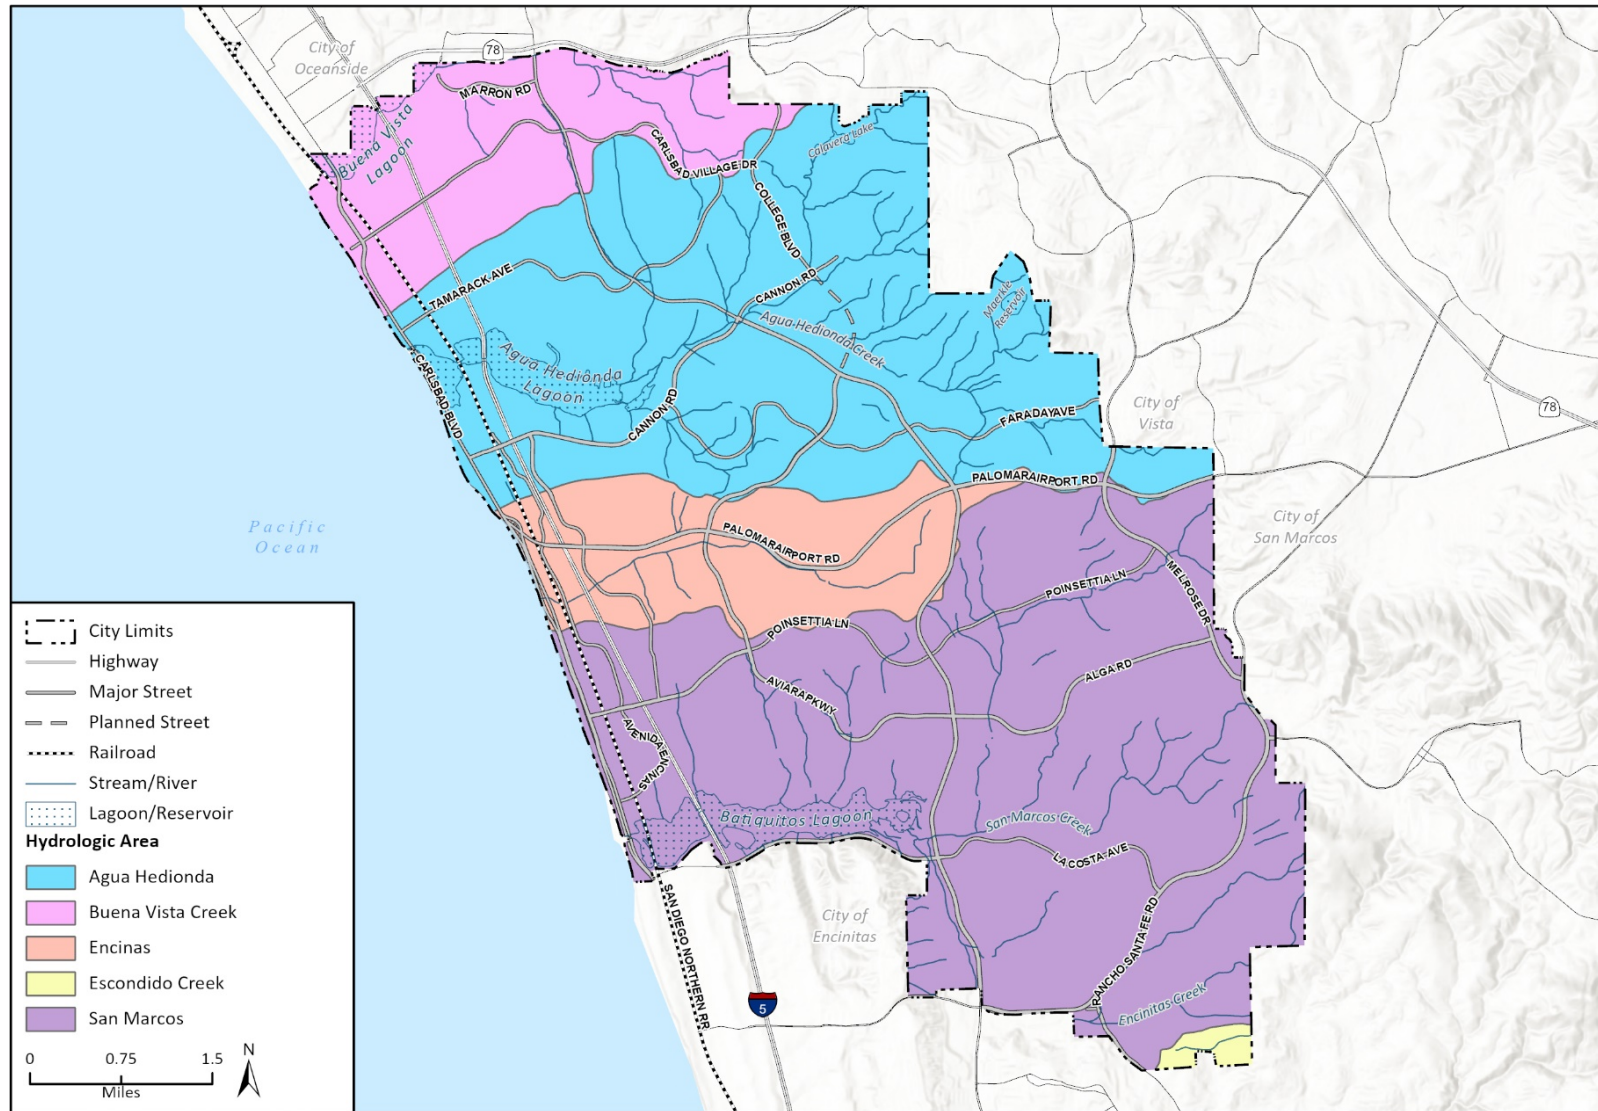 City of
Oceanside
78
MARRON RD
Buena Vista
Lagoon
CARLSBAD VILLAGE DR
Calavera Lake
COLLEGE BLVD
TAMARACK AVE
CANNON RD
Maerkle
Reservoir
Agua Hedionda Creek
Agua Hedionda
Lagoon
CARLSBAD BLVD
CANNON RD
FARADAY AVE
City of
Vista
78
PALOMAR AIRPORT RD
Pacific
Ocean
PALOMAR AIRPORT RD
City of
San Marcos
MELROSE DR
POINSETTIA LN
POINSETTIA LN
ALGA RD
AVIARA PKWY
AVENIDA ENCINAS
Batiquitos Lagoon
San Marcos Creek
LA COSTA AVE
SAN DIEGO NORTHERN RR
City of
Encinitas
RANCHO SANTA FE RD
Encinitas Creek
5
City Limits
Highway
Major Street
Planned Street
Railroad
Stream/River
Lagoon/Reservoir
Hydrologic Area
Agua Hedionda
Buena Vista Creek
Encinas
Escondido Creek
San Marcos
0 0.75 1.5
Miles
N